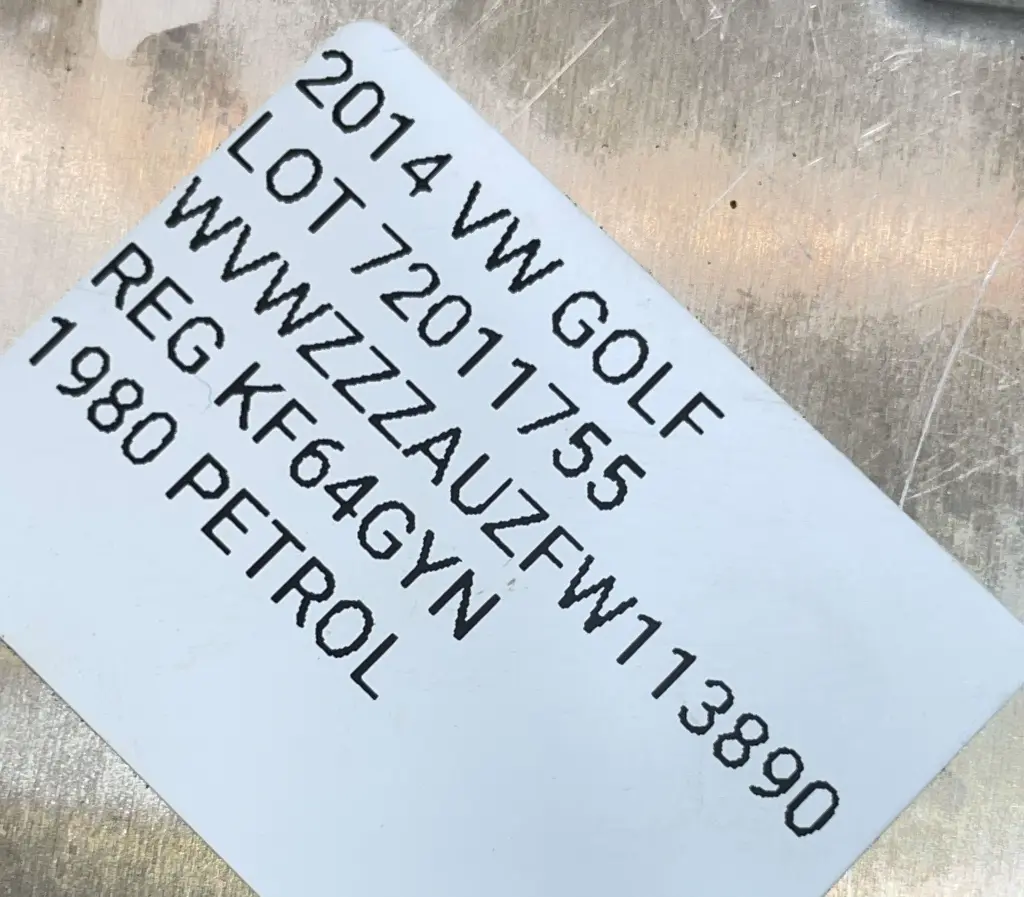 2014 VW GOLF
LOT 72011755
WVWZZZAUZFW113890
REG KF64GYN
1980 PETROL